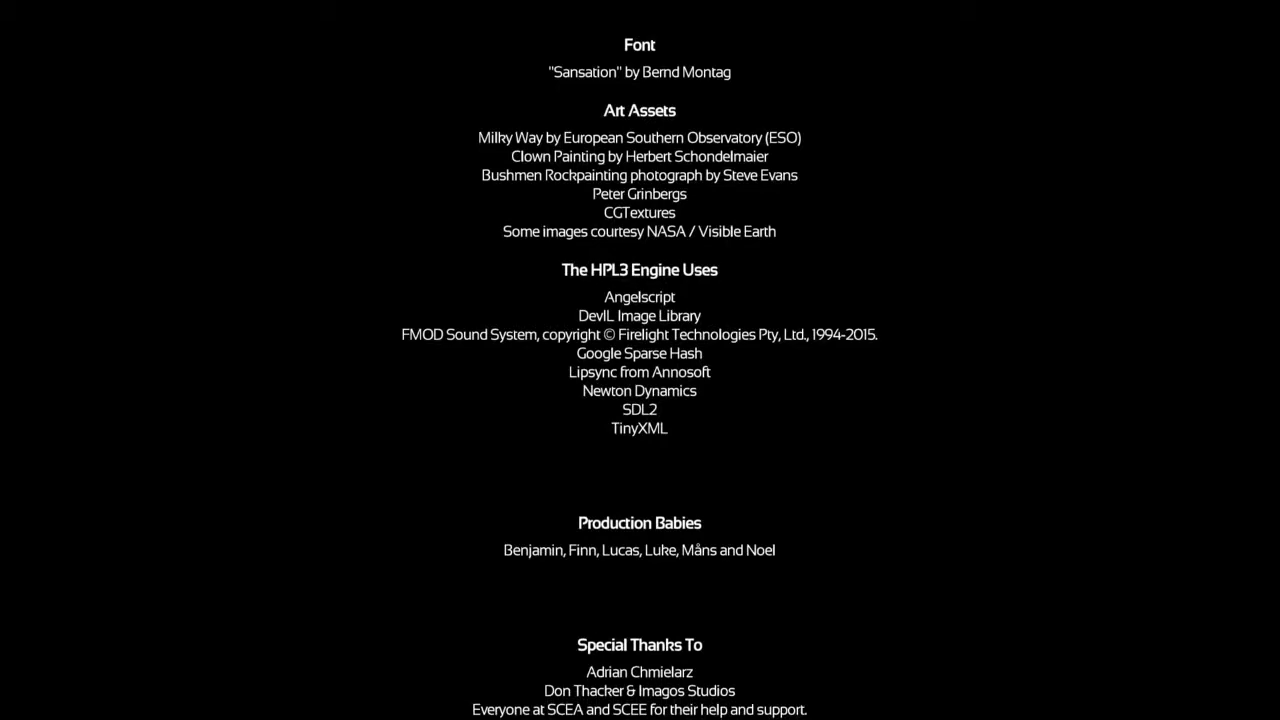 Font
"Sansation" by Bernd Montag
Art Assets
Milky Way by European Southern Observatory (ESO)
Clown Painting by Herbert Schondelmaier
Bushmen Rockpainting photograph by Steve Evans
Peter Grinbergs
CGTextures
Some images courtesy NASA / Visible Earth
The HPL3 Engine Uses
Angelscript
DevIL Image Library
FMOD Sound System, copyright © Firelight Technologies Pty, Ltd., 1994-2015.
Google Sparse Hash
Lipsync from Annosoft
Newton Dynamics
SDL2
TinyXML
Production Babies
Benjamin, Finn, Lucas, Luke, Måns and Noel
Special Thanks To
Adrian Chmielarz
Don Thacker & Imagos Studios
Everyone at SCEA and SCEE for their help and support.